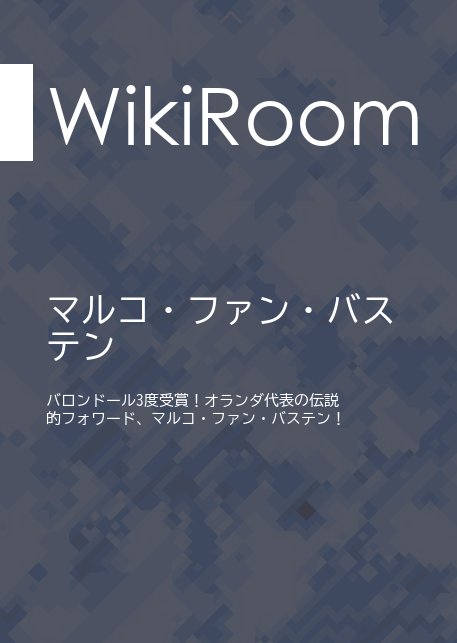 WikiRoom
マルコ・ファン・バス
テン
バロンドール3度受賞！オランダ代表の伝説
的フォワード、マルコ・ファン・バステン！